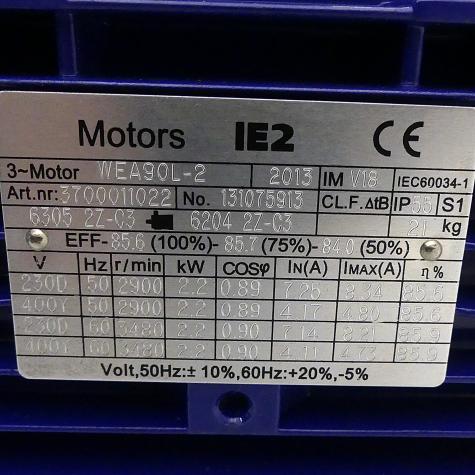 Motors IE2 CE
3~Motor WEA90L-2 2013 IM V18 IEC60034-1
Art.nr: 3700011022 No. 131075913 CL.F.ΔtB IP55 S1
6305 2Z-C3 6204 2Z-C3 21 kg
EFF-85.6 (100%)-85.7 (75%)-84.0 (50%)
V Hz r/min kW COSφ IN(A) IMAX(A) η%
230D 50 2900 2.2 0.89 7.25 8.34 85.6
400Y 50 2900 2.2 0.89 4.17 4.80 85.6
230D 60 3480 2.2 0.90 7.14 8.21 85.9
400Y 60 3480 2.2 0.90 4.11 4.73 85.9
Volt,50Hz:± 10%,60Hz:+20%,-5%